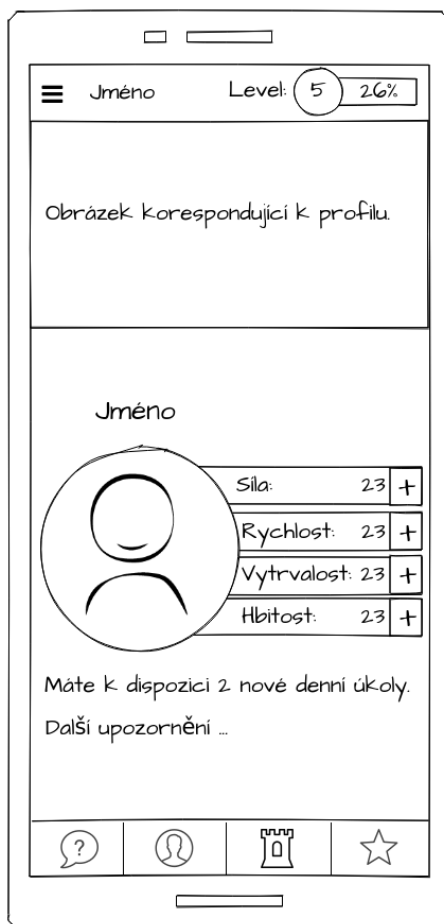 Jméno Level: 5 26%
Obrázek korespondující k profilu.
Jméno
Síla: 23 +
Rychlost: 23 +
Vytrvalost: 23 +
Hbitost: 23 +
Máte k dispozici 2 nové denní úkoly.
Další upozornění ...
?